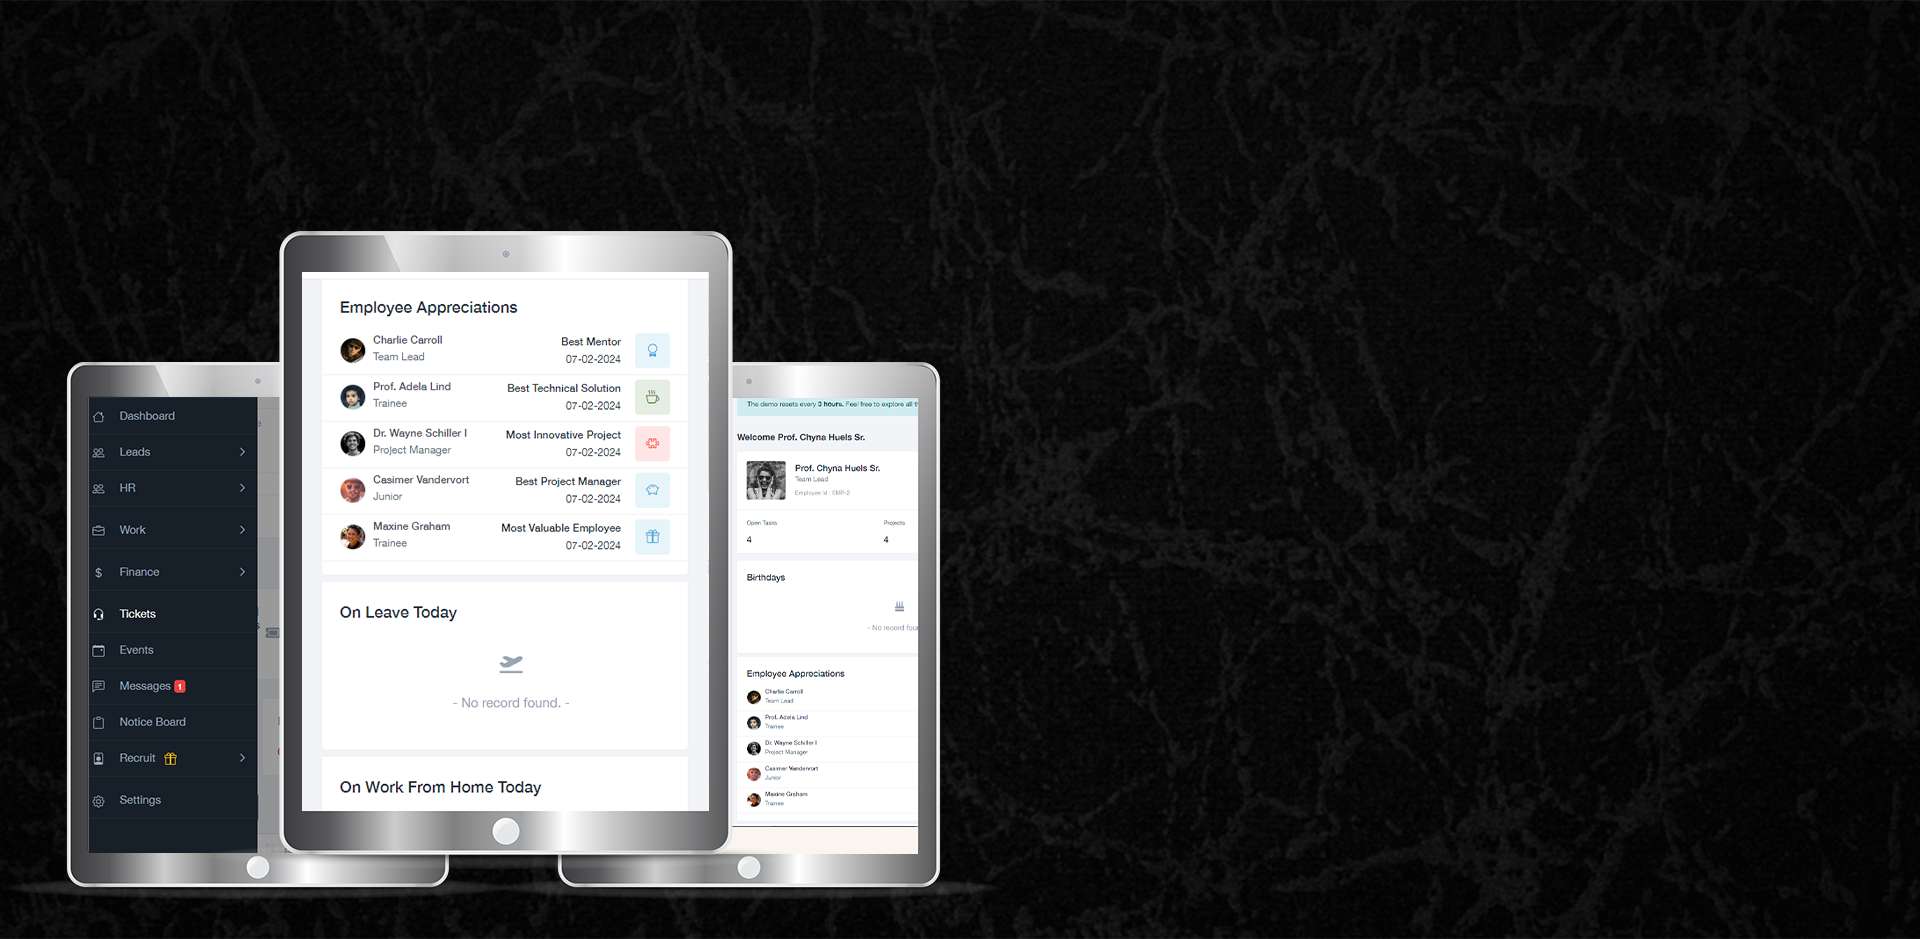 Dashboard
Leads
HR
Work
Finance
Tickets
Events
Messages 1
Notice Board
Recruit
Settings
Employee Appreciations
Charlie Carroll
Team Lead
Best Mentor
07-02-2024
Prof. Adela Lind
Trainee
Best Technical Solution
07-02-2024
Dr. Wayne Schiller I
Project Manager
Most Innovative Project
07-02-2024
Casimer Vandervort
Junior
Best Project Manager
07-02-2024
Maxine Graham
Trainee
Most Valuable Employee
07-02-2024
On Leave Today
- No record found. -
On Work From Home Today
The demo resets every 3 hours. Feel free to explore all
Welcome Prof. Chyna Huels Sr.
Prof. Chyna Huels Sr.
Team Lead
Employee Id : EMP-2
Open Tasks
4
Projects
4
Birthdays
- No record
Employee Appreciations
Charlie Carroll
Team Lead
Prof. Adela Lind
Trainee
Dr. Wayne Schiller I
Project Manager
Casimer Vandervort
Junior
Maxine Graham
Trainee